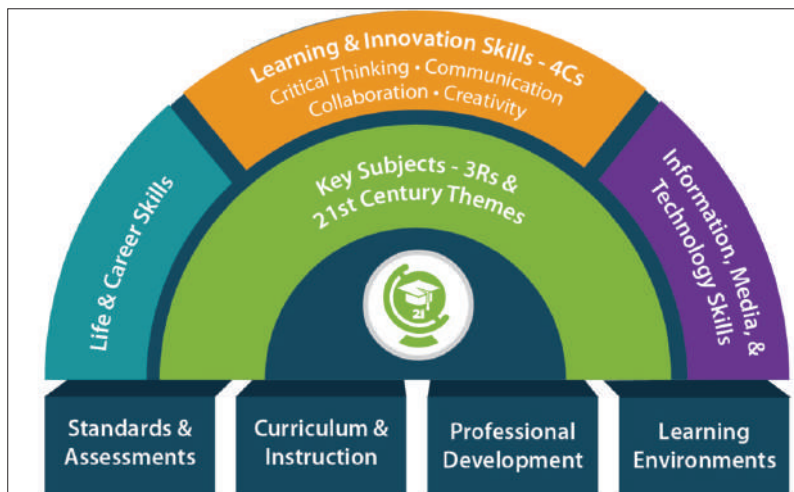 Learning & Innovation Skills - 4Cs
Critical Thinking • Communication
Collaboration • Creativity
Life & Career Skills
Key Subjects - 3Rs &
21st Century Themes
Information, Media, &
Technology Skills
21
Standards &
Assessments
Curriculum &
Instruction
Professional
Development
Learning
Environments